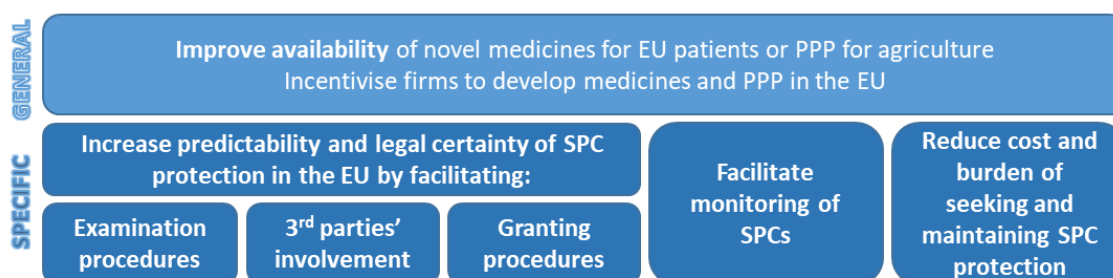 GENERAL
Improve availability of novel medicines for EU patients or PPP for agriculture
Incentivise firms to develop medicines and PPP in the EU
SPECIFIC
Increase predictability and legal certainty of SPC
protection in the EU by facilitating:
Examination
procedures
3rd parties'
involvement
Granting
procedures
Facilitate
monitoring of
SPCs
Reduce cost and
burden of
seeking and
maintaining SPC
protection